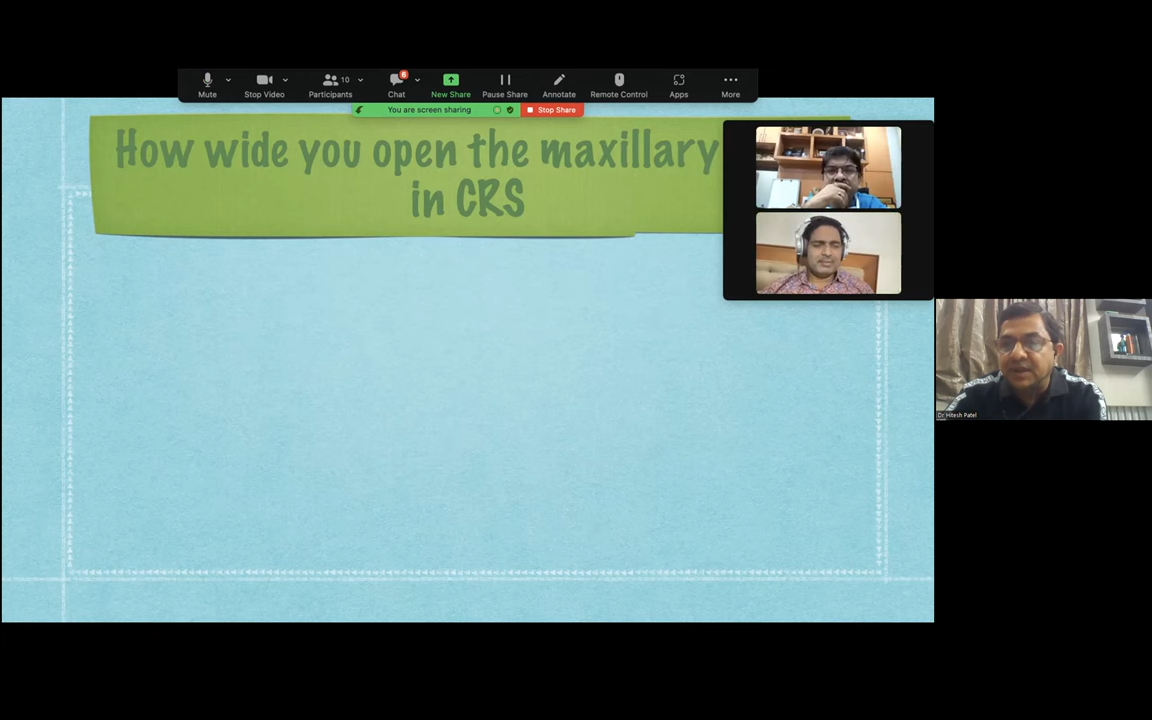 10
6
Mute
Stop Video
Participants
Chat
New Share
Pause Share
Annotate
Remote Control
Apps
More
You are screen sharing
Stop Share
How wide you open the maxillary
in CRS
Dr Hitesh Patel